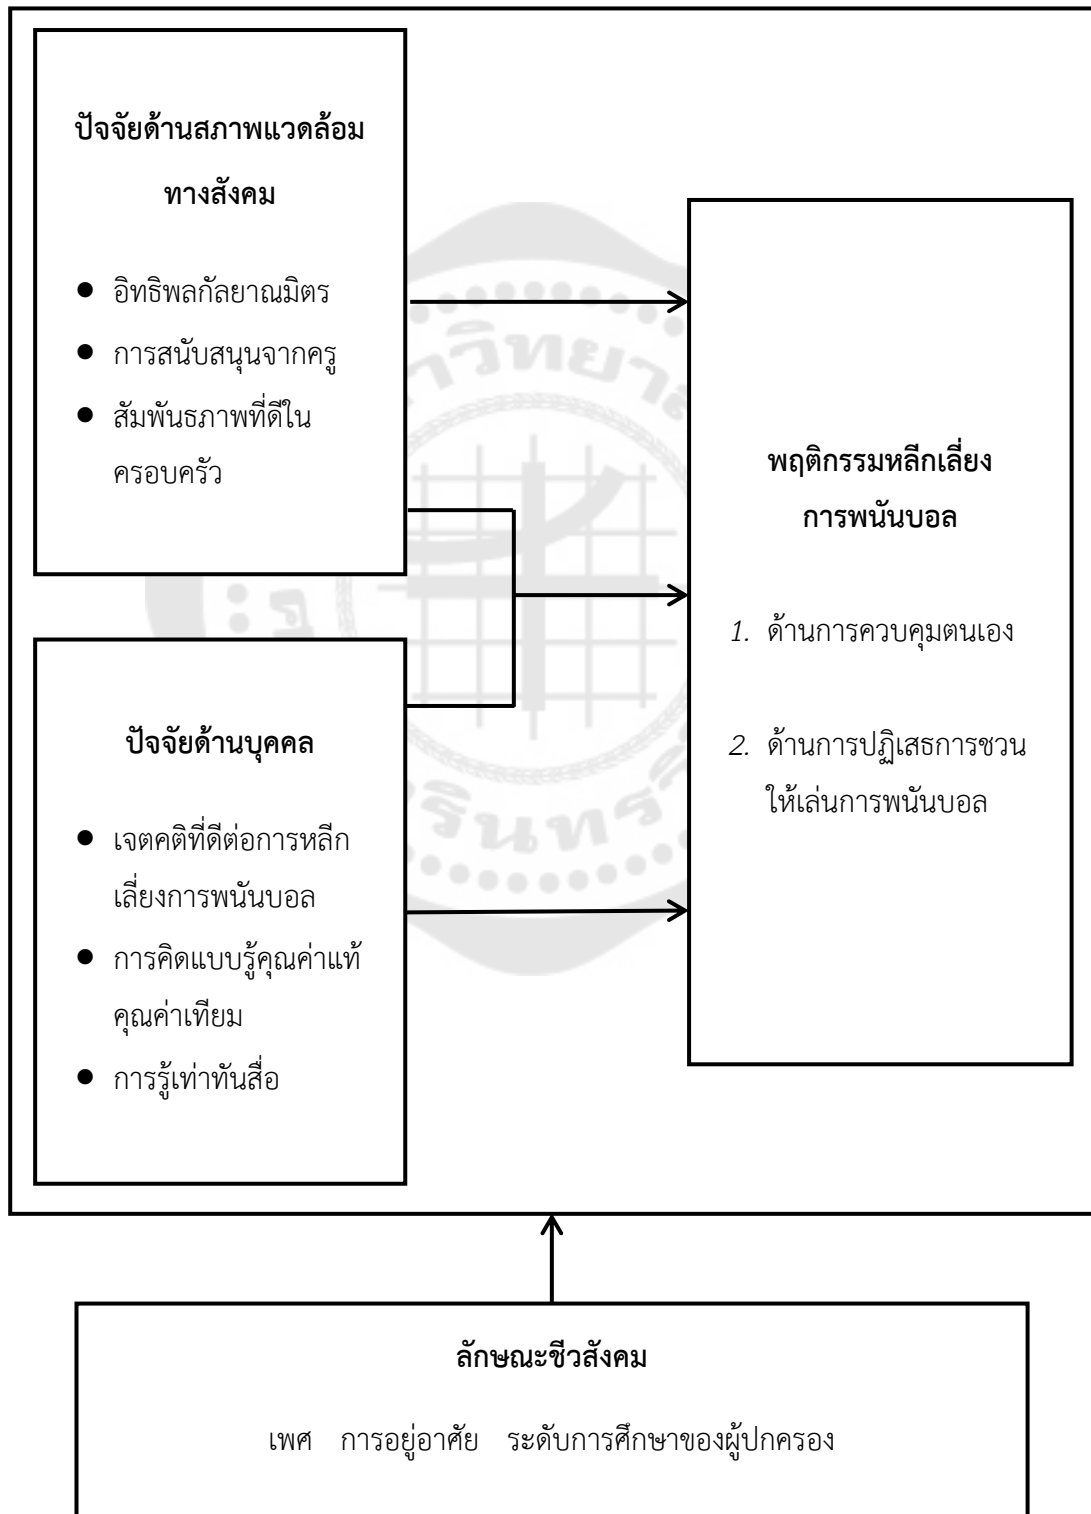 ปัจจัยด้านสภาพแวดล้อม
ทางสังคม
● อิทธิพลกัลยาณมิตร
● การสนับสนุนจากครู
● สัมพันธภาพที่ดีใน
ครอบครัว
ปัจจัยด้านบุคคล
● เจตคติที่ดีต่อการหลีก
เลี่ยงการพนันบอล
● การคิดแบบรู้คุณค่าแท้
คุณค่าเทียม
● การรู้เท่าทันสื่อ
พฤติกรรมหลีกเลี่ยง
การพนันบอล
1. ด้านการควบคุมตนเอง
2. ด้านการปฏิเสธการชวน
ให้เล่นการพนันบอล
ลักษณะชีวสังคม
เพศ การอยู่อาศัย ระดับการศึกษาของผู้ปกครอง